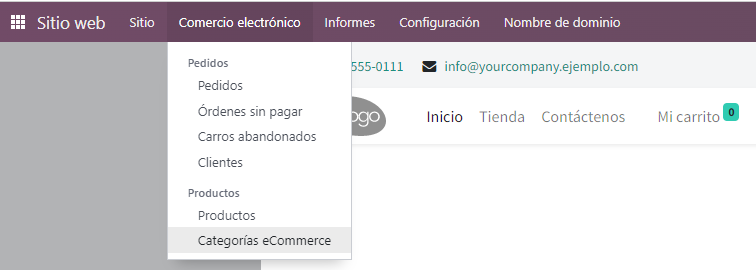 Sitio web Sitio Comercio electrónico Informes Configuración Nombre de dominio
Pedidos
555-0111 info@yourcompany.ejemplo.com
Pedidos
Órdenes sin pagar
ogo Inicio Tienda Contáctenos Mi carrito 0
Carros abandonados
Clientes
Productos
Productos
Categorías eCommerce